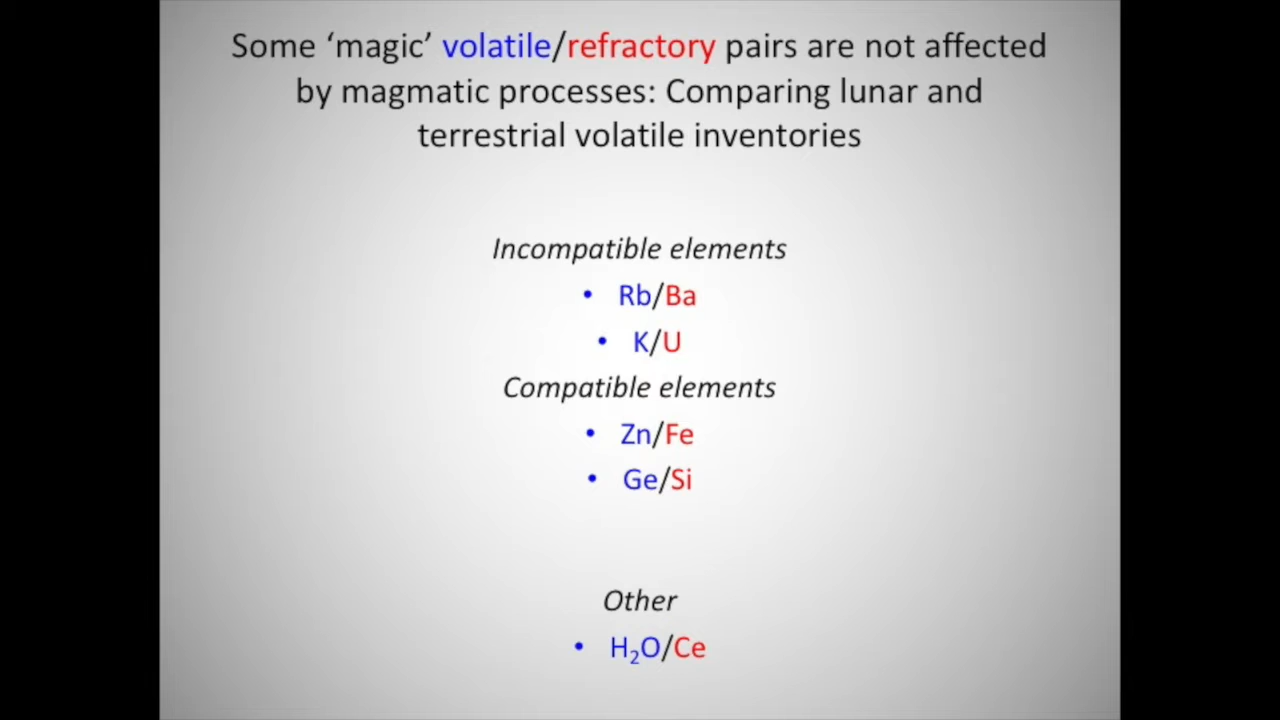 Some ‘magic’ volatile/refractory pairs are not affected
by magmatic processes: Comparing lunar and
terrestrial volatile inventories
Incompatible elements
• Rb/Ba
• K/U
Compatible elements
• Zn/Fe
• Ge/Si
Other
• H₂O/Ce